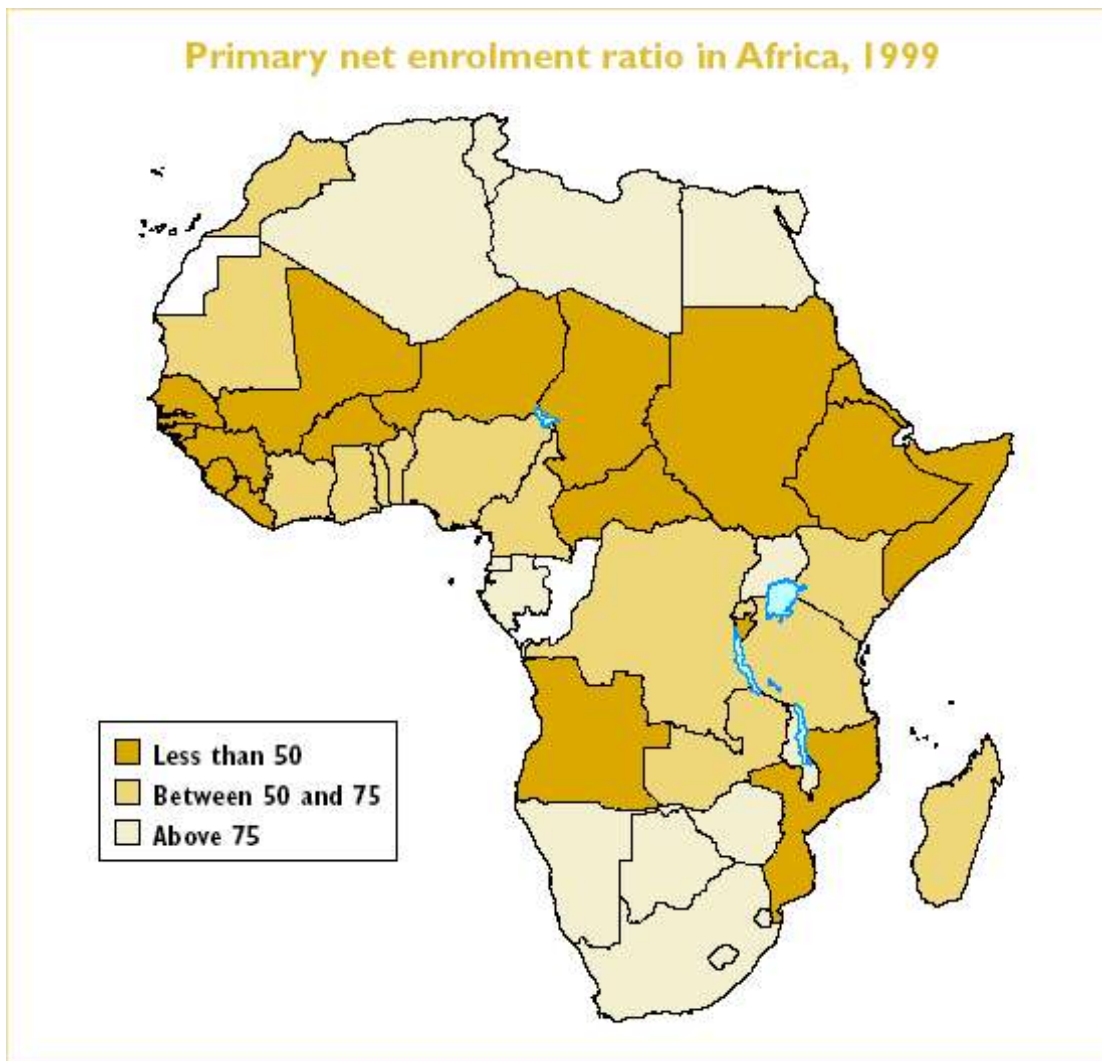 Primary net enrolment ratio in Africa, 1999
Less than 50
Between 50 and 75
Above 75